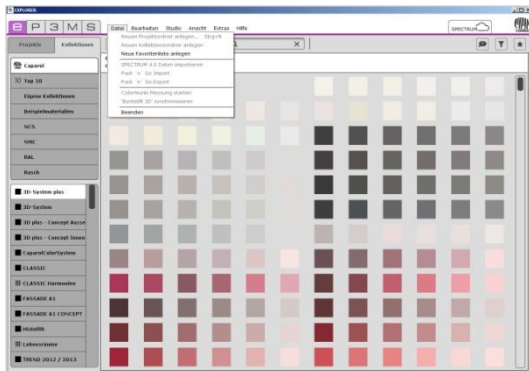 EXPLORER
e P 3 M S
Datei Bearbeiten Studio Ansicht Extras Hilfe
SPECTRUM
Projekte Kollektionen
Neuen Projektordner anlegen... Strg+N
Neuen Kollektionsordner anlegen
Neue Favoritenliste anlegen
SPECTRUM 4.0 Daten importieren
Pack 'n' Go Import
Pack 'n' Go Export
Colormunki Messung starten
'Buntstift 3D' synchronisieren
Beenden
Caparol
Top 10
Eigene Kollektionen
Beispielmaterialien
NCS
RAL
Rasch
3D-System plus
3D-System
3D plus - Concept Ausse
3D plus - Concept Innen
CaparolColorSystem
CLASSIC
CLASSIC Harmonien
FASSADE A1
FASSADE A1 CONCEPT
Histolith
Lebensräume
TREND 2012 / 2013